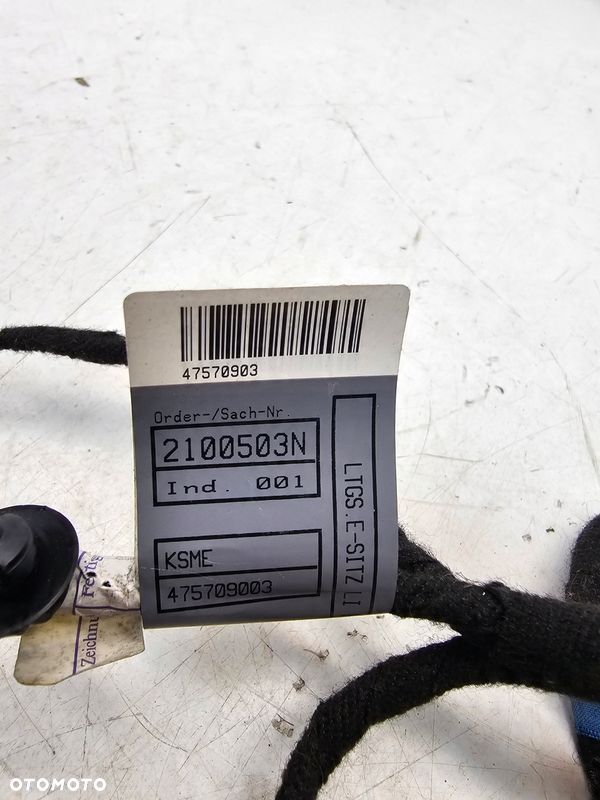 47570903
Order-/Sach-Nr.
2100503N
Ind. 001
KSME
475709003
LTGS.E-SITZ LI
OTOMOTO